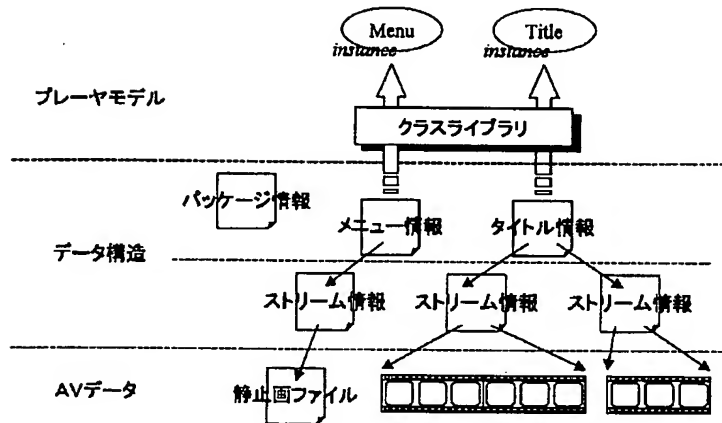 Menu
Title
instance
instance
プレーヤモデル
クラスライブラリ
パッケージ情報
メニュー情報
タイトル情報
データ構造
ストリーム情報
ストリーム情報
ストリーム情報
AVデータ
静止画ファイル